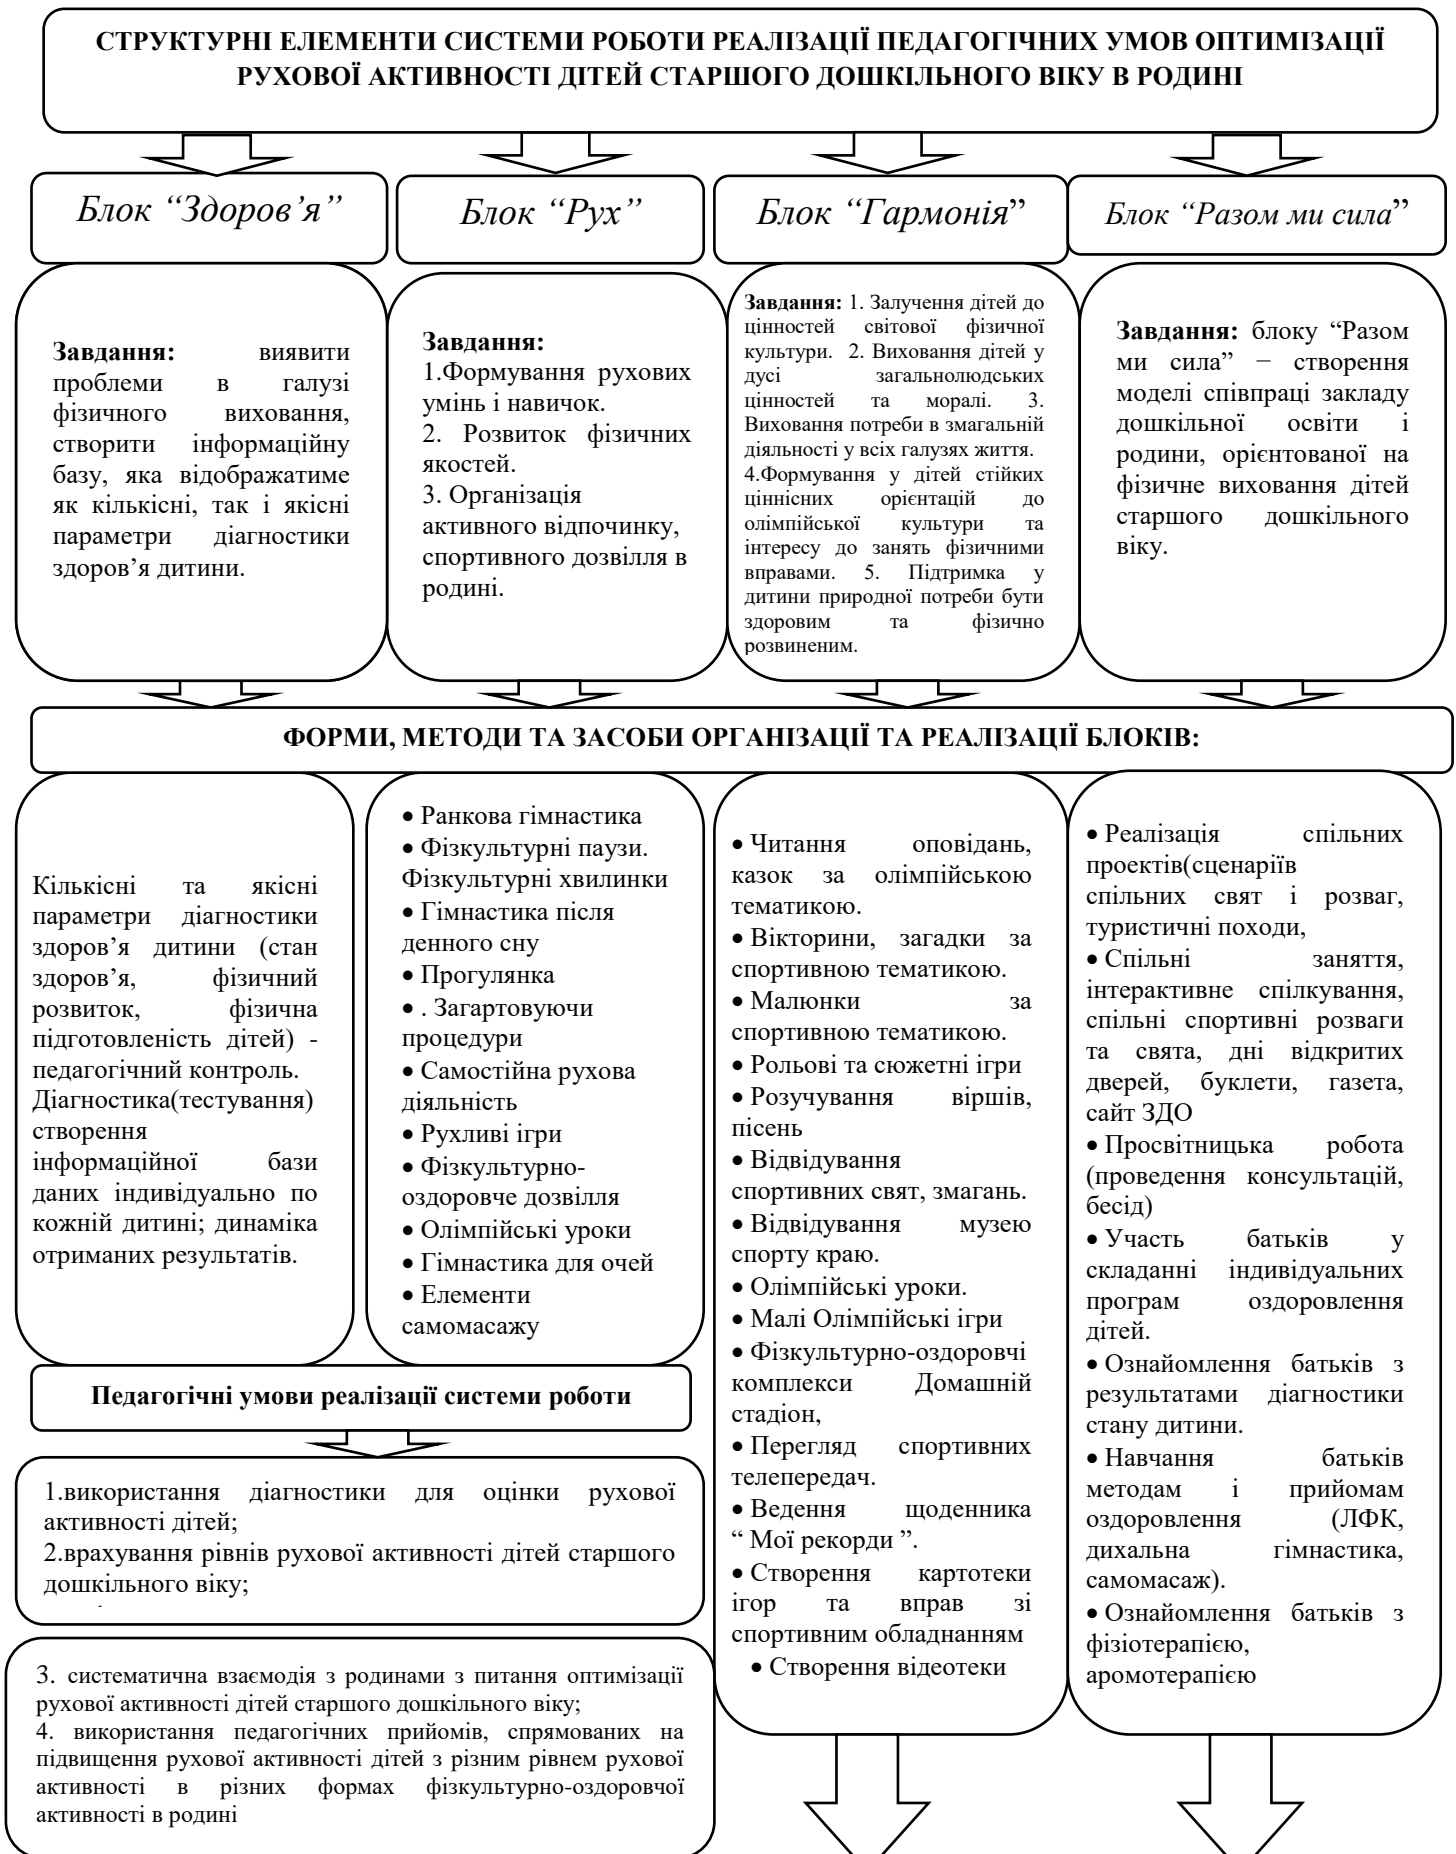 СТРУКТУРНІ ЕЛЕМЕНТИ СИСТЕМИ РОБОТИ РЕАЛІЗАЦІЇ ПЕДАГОГІЧНИХ УМОВ ОПТИМІЗАЦІЇ
РУХОВОЇ АКТИВНОСТІ ДІТЕЙ СТАРШОГО ДОШКІЛЬНОГО ВІКУ В РОДИНІ
Блок “Здоров’я”
Блок “Рух”
Блок “Гармонія”
Блок “Разом ми сила”
Завдання: виявити
проблеми в галузі
фізичного виховання,
створити інформаційну
базу, яка відображатиме
як кількісні, так і якісні
параметри діагностики
здоров’я дитини.
Завдання:
1.Формування рухових
умінь і навичок.
2. Розвиток фізичних
якостей.
3. Організація
активного відпочинку,
спортивного дозвілля в
родині.
Завдання: 1. Залучення дітей до
цінностей світової фізичної
культури. 2. Виховання дітей у
дусі загальнолюдських
цінностей та моралі. 3.
Виховання потреби в змагальній
діяльності у всіх галузях життя.
4.Формування у дітей стійких
ціннісних орієнтацій до
олімпійської культури та
інтересу до занять фізичними
вправами. 5. Підтримка у
дитини природної потреби бути
здоровим та фізично
розвиненим.
Завдання: блоку “Разом
ми сила” − створення
моделі співпраці закладу
дошкільної освіти і
родини, орієнтованої на
фізичне виховання дітей
старшого дошкільного
віку.
ФОРМИ, МЕТОДИ ТА ЗАСОБИ ОРГАНІЗАЦІЇ ТА РЕАЛІЗАЦІЇ БЛОКІВ:
Кількісні та якісні
параметри діагностики
здоров’я дитини (стан
здоров’я, фізичний
розвиток, фізична
підготовленість дітей) -
педагогічний контроль.
Діагностика(тестування)
створення
інформаційної бази
даних індивідуально по
кожній дитині; динаміка
отриманих результатів.
• Ранкова гімнастика
• Фізкультурні паузи.
Фізкультурні хвилинки
• Гімнастика після
денного сну
• Прогулянка
• . Загартовуючи
процедури
• Самостійна рухова
діяльність
• Рухливі ігри
• Фізкультурно-
оздоровче дозвілля
• Олімпійські уроки
• Гімнастика для очей
• Елементи
самомасажу
• Читання оповідань,
казок за олімпійською
тематикою.
• Вікторини, загадки за
спортивною тематикою.
• Малюнки за
спортивною тематикою.
• Рольові та сюжетні ігри
• Розучування віршів,
пісень
• Відвідування
спортивних свят, змагань.
• Відвідування музею
спорту краю.
• Олімпійські уроки.
• Малі Олімпійські ігри
• Фізкультурно-оздоровчі
комплекси Домашній
стадіон,
• Перегляд спортивних
телепередач.
• Ведення щоденника
“ Мої рекорди ”.
• Створення картотеки
ігор та вправ зі
спортивним обладнанням
• Створення відеотеки
• Реалізація спільних
проектів(сценаріїв
спільних свят і розваг,
туристичні походи,
• Спільні заняття,
інтерактивне спілкування,
спільні спортивні розваги
та свята, дні відкритих
дверей, буклети, газета,
сайт ЗДО
• Просвітницька робота
(проведення консультацій,
бесід)
• Участь батьків у
складанні індивідуальних
програм оздоровлення
дітей.
• Ознайомлення батьків з
результатами діагностики
стану дитини.
• Навчання батьків
методам і прийомам
оздоровлення (ЛФК,
дихальна гімнастика,
самомасаж).
• Ознайомлення батьків з
фізіотерапією,
аромотерапією
Педагогічні умови реалізації системи роботи
1.використання діагностики для оцінки рухової
активності дітей;
2.врахування рівнів рухової активності дітей старшого
дошкільного віку;
3. систематична взаємодія з родинами з питання оптимізації
рухової активності дітей старшого дошкільного віку;
4. використання педагогічних прийомів, спрямованих на
підвищення рухової активності дітей з різним рівнем рухової
активності в різних формах фізкультурно-оздоровчої
активності в родині